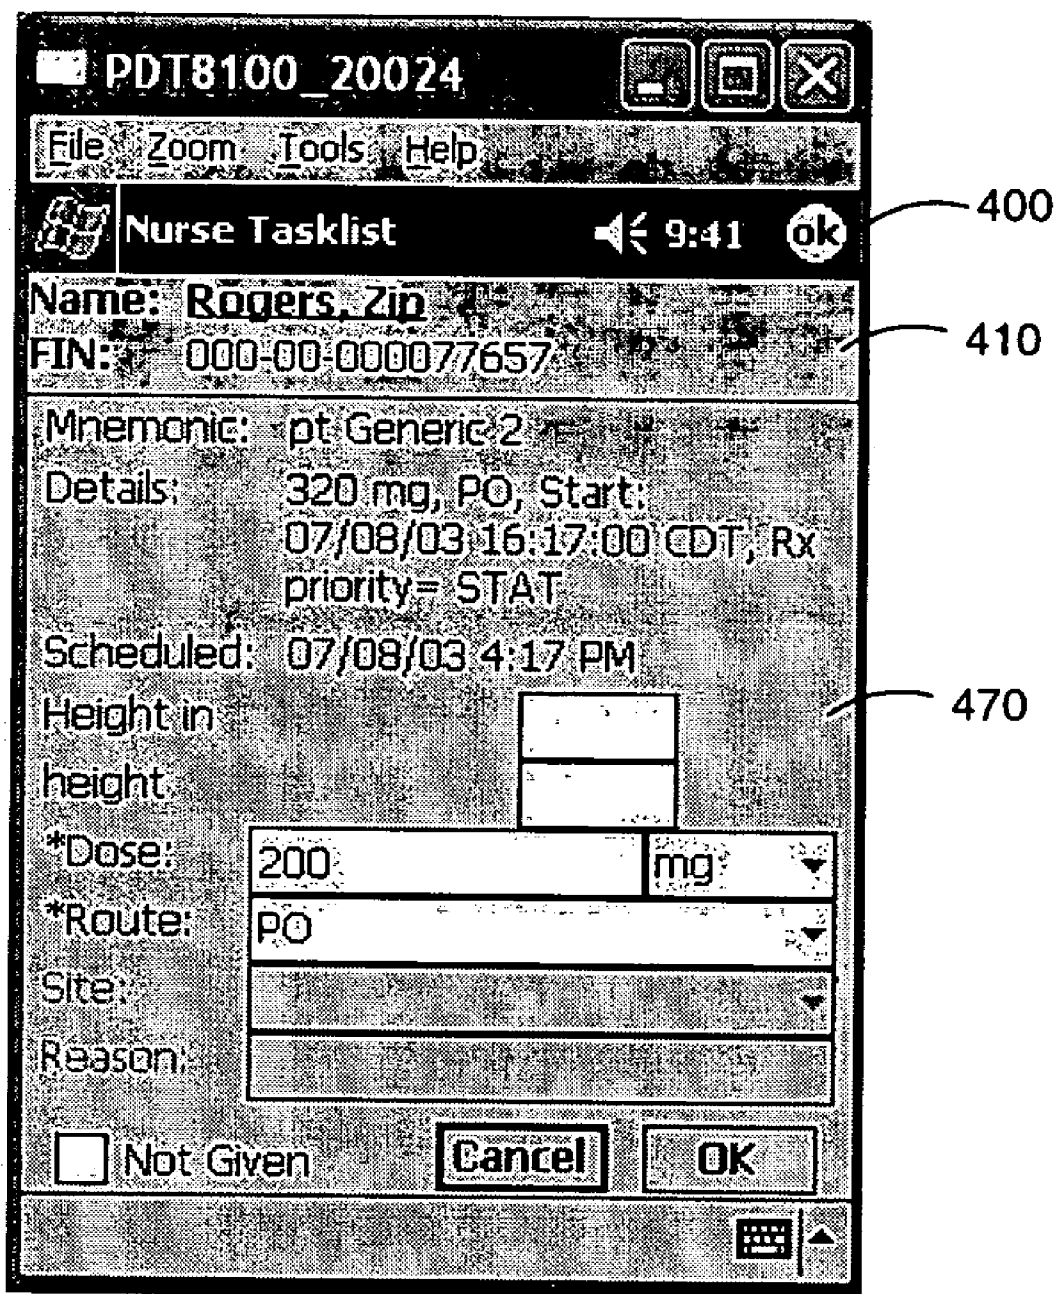 PDT8100_20024
File Zoom Tools Help
Nurse Tasklist 9:41 ok
400
Name: Rogers, Zip
FIN: 000-00-000077657
410
Mnemonic: pt Generic 2
Details: 320 mg, PO, Start:
07/08/03 16:17:00 CDT, Rx
priority= STAT
Scheduled: 07/08/03 4:17 PM
Height in
470
height
*Dose: 200 mg
*Route: PO
Site:
Reason:
Not Given Cancel OK